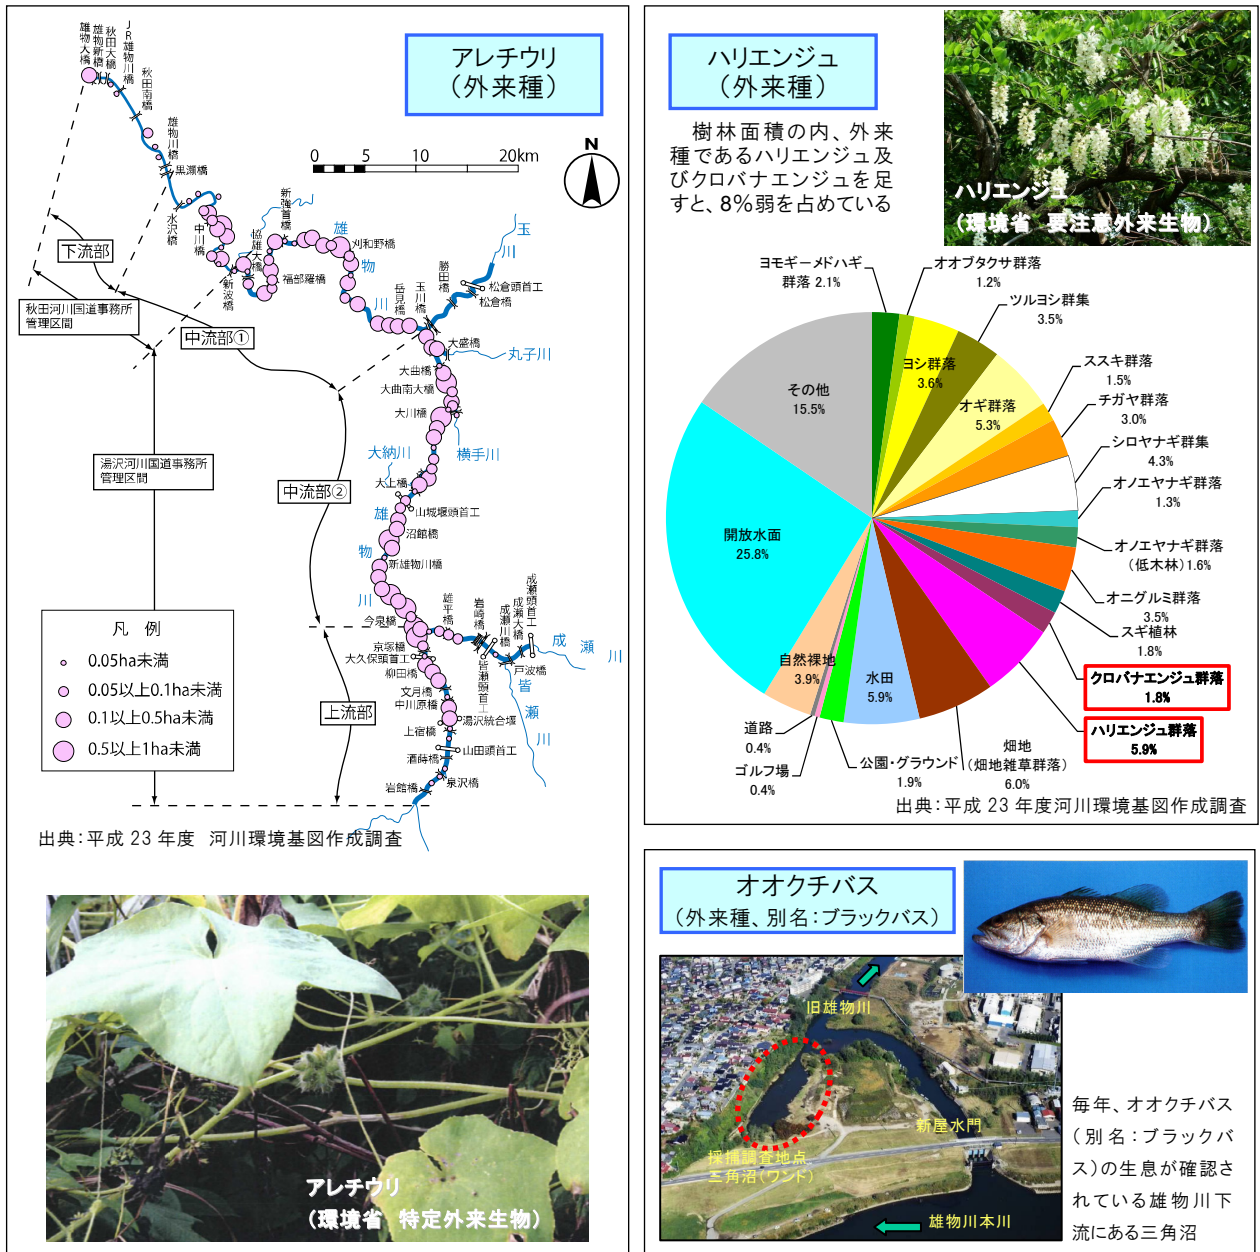 アレチウリ
（外来種）
雄物大橋
雄物新橋
秋田大橋
JR雄物川橋
秋田南橋
雄物川橋
黒瀬橋
水沢橋
中川橋
新波橋
協雄大橋
新強首橋
福部羅橋
刈和野橋
岳見橋
玉川橋
勝田橋
松倉頭首工
松倉橋
玉川
雄物川
0 5 10 20km
N
下流部
秋田河川国道事務所
管理区間
中流部①
大盛橋
丸子川
大曲橋
大曲南大橋
大川橋
横手川
大納川
湯沢河川国道事務所
管理区間
中流部②
大上橋
山城堰頭首工
沼館橋
雄物川
新雄物川橋
今泉橋
雄平橋
岩崎橋
成瀬川橋
成瀬大橋
成瀬頭首工
成瀬川
京塚橋
大久保頭首工
柳田橋
皆瀬頭首工
戸波橋
皆瀬川
文月橋
中川原橋
湯沢統合堰
上宿橋
上流部
山田頭首工
酒蒔橋
泉沢橋
岩館橋
凡 例
0.05ha未満
0.05以上0.1ha未満
0.1以上0.5ha未満
0.5以上1ha未満
出典：平成 23 年度 河川環境基図作成調査
アレチウリ
（環境省 特定外来生物）
ハリエンジュ
（外来種）
樹林面積の内、外来
種であるハリエンジュ及
びクロバナエンジュを足
すと、8％弱を占めている
ハリエンジュ
（環境省 要注意外来生物）
ヨモギーメドハギ
群落 2.1%
オオブタクサ群落
1.2%
ヨシ群落
3.6%
ツルヨシ群集
3.5%
オギ群落
5.3%
ススキ群落
1.5%
チガヤ群落
3.0%
シロヤナギ群集
4.3%
オノエヤナギ群落
1.3%
オノエヤナギ群落
（低木林）1.6%
オニグルミ群落
3.5%
スギ植林
1.8%
クロバナエンジュ群落
1.8%
ハリエンジュ群落
5.9%
畑地
（畑地雑草群落）
6.0%
水田
5.9%
公園・グラウンド
1.9%
ゴルフ場
0.4%
道路
0.4%
自然裸地
3.9%
開放水面
25.8%
その他
15.5%
出典：平成 23 年度河川環境基図作成調査
オオクチバス
（外来種、別名：ブラックバス）
旧雄物川
新屋水門
採捕調査地点
三角沼（ワンド）
雄物川本川
毎年、オオクチバス
（別名：ブラックバ
ス）の生息が確認さ
れている雄物川下
流にある三角沼